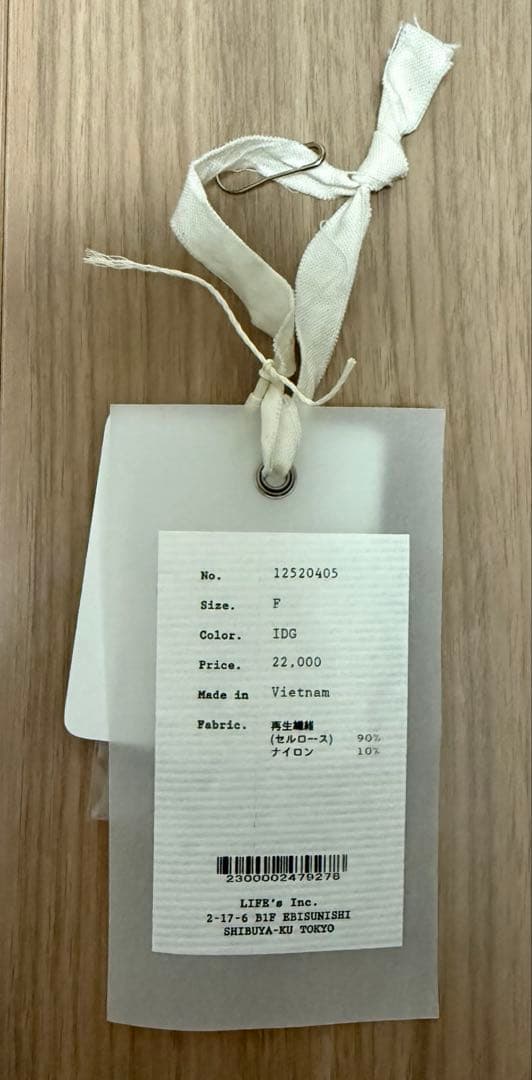 No. 12520405
Size. F
Color. IDG
Price. 22,000
Made in Vietnam
Fabric. 再生繊維
(セルロース) 90%
ナイロン 10%
2300002479276
LIFE's Inc.
2-17-6 B1F EBISUNISHI
SHIBUYA-KU TOKYO